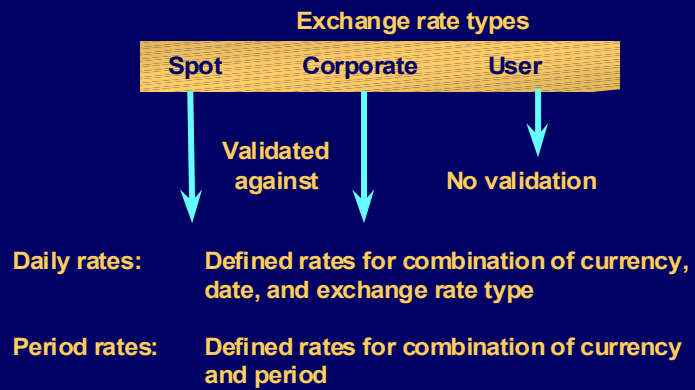 Exchange rate types
Spot Corporate User
Validated
against
No validation
Daily rates: Defined rates for combination of currency,
date, and exchange rate type
Period rates: Defined rates for combination of currency
and period